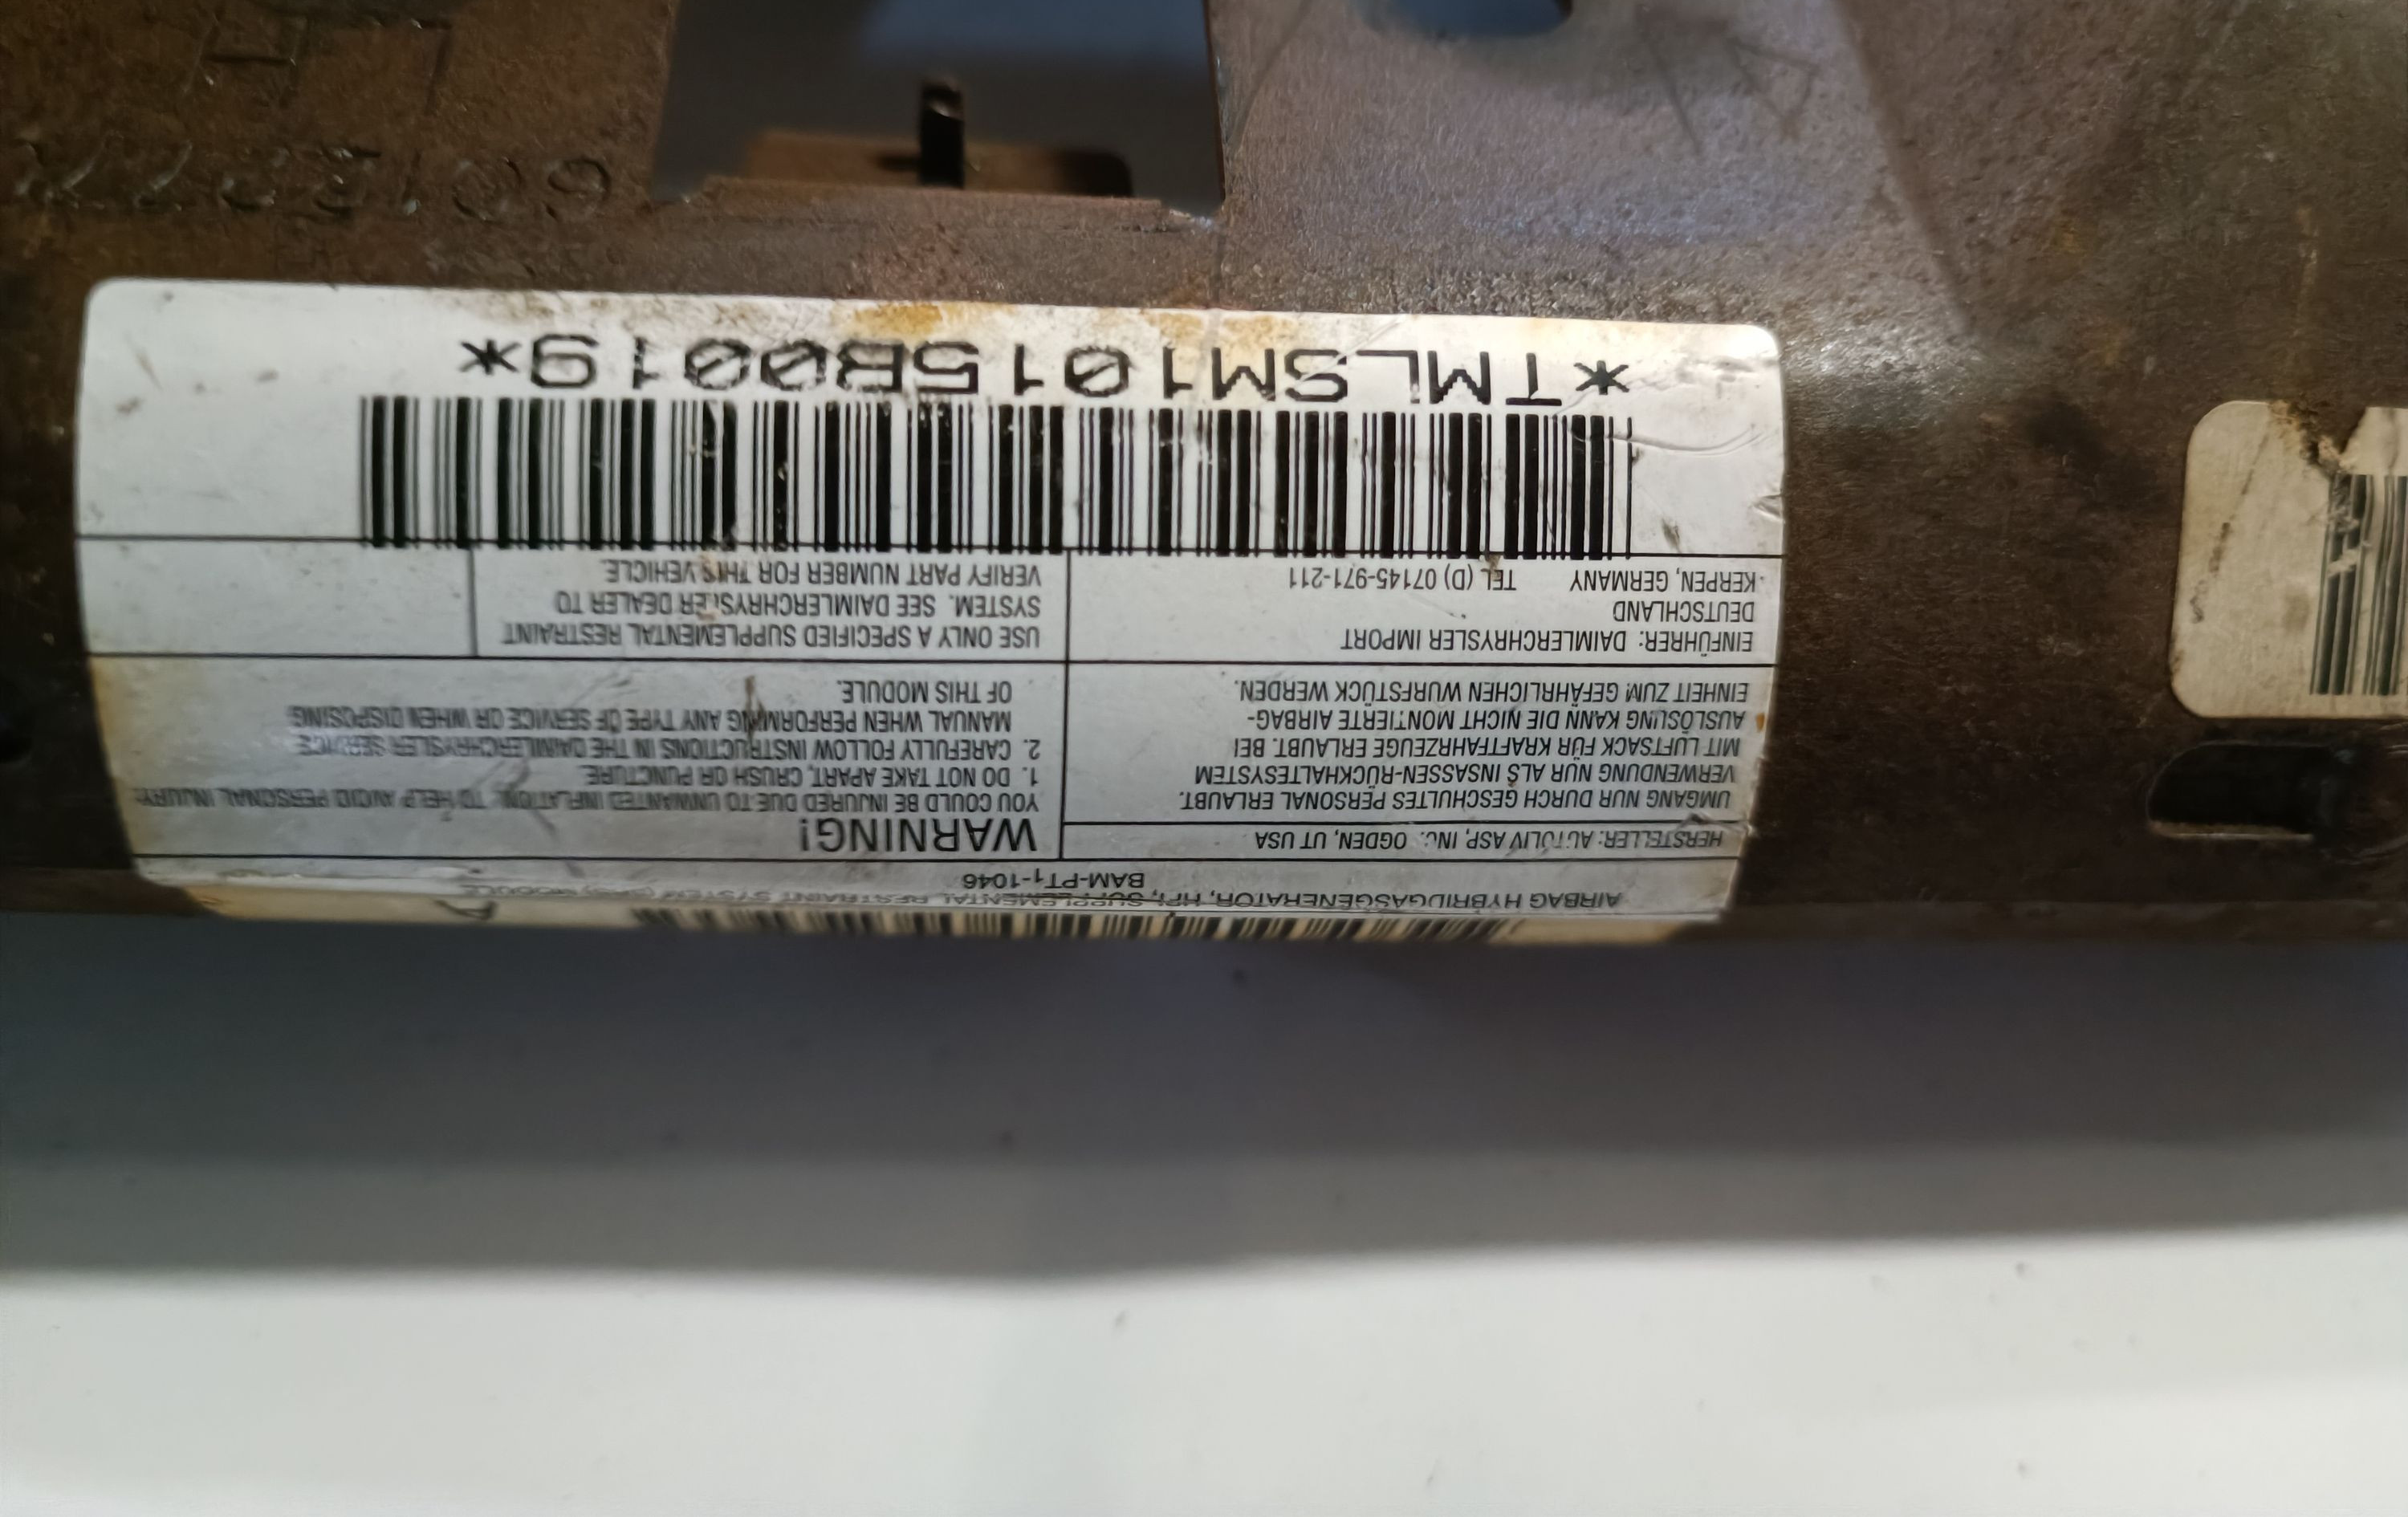 AIRBAG HYBRIDGASGENERATOR, HPI, SUPPLEMENTAL RESTRAINT SYSTEM
BAM-PT1-1046
HERSTELLER: AUTOLIV ASP, INC. OGDEN, UT USA
UMGANG NUR DURCH GESCHULTES PERSONAL ERLAUBT.
VERWENDUNG NUR ALS INSASSEN-RÜCKHALTESYSTEM
MIT LUFTSACK FÜR KRAFTFAHRZEUGE ERLAUBT. BEI
AUSLÖSUNG KANN DIE NICHT MONTIERTE AIRBAG-
EINHEIT ZUM GEFÄHRLICHEN WURFSTÜCK WERDEN.
WARNING!
YOU COULD BE INJURED DUE TO UNWANTED INFLATION. TO HELP AVOID PERSONAL INJURY:
1. DO NOT TAKE APART, CRUSH OR PUNCTURE.
2. CAREFULLY FOLLOW INSTRUCTIONS IN THE DAIMLERCHRYSLER SERVICE
MANUAL WHEN PERFORMING ANY TYPE OF SERVICE OR WHEN DISPOSING
OF THIS MODULE.
EINFÜHRER: DAIMLERCHRYSLER IMPORT
DEUTSCHLAND
KERPEN, GERMANY TEL (D) 07145-971-211
USE ONLY A SPECIFIED SUPPLEMENTAL RESTRAINT
SYSTEM. SEE DAIMLERCHRYSLER DEALER TO
VERIFY PART NUMBER FOR THIS VEHICLE.
*TMLSM1015B0019*